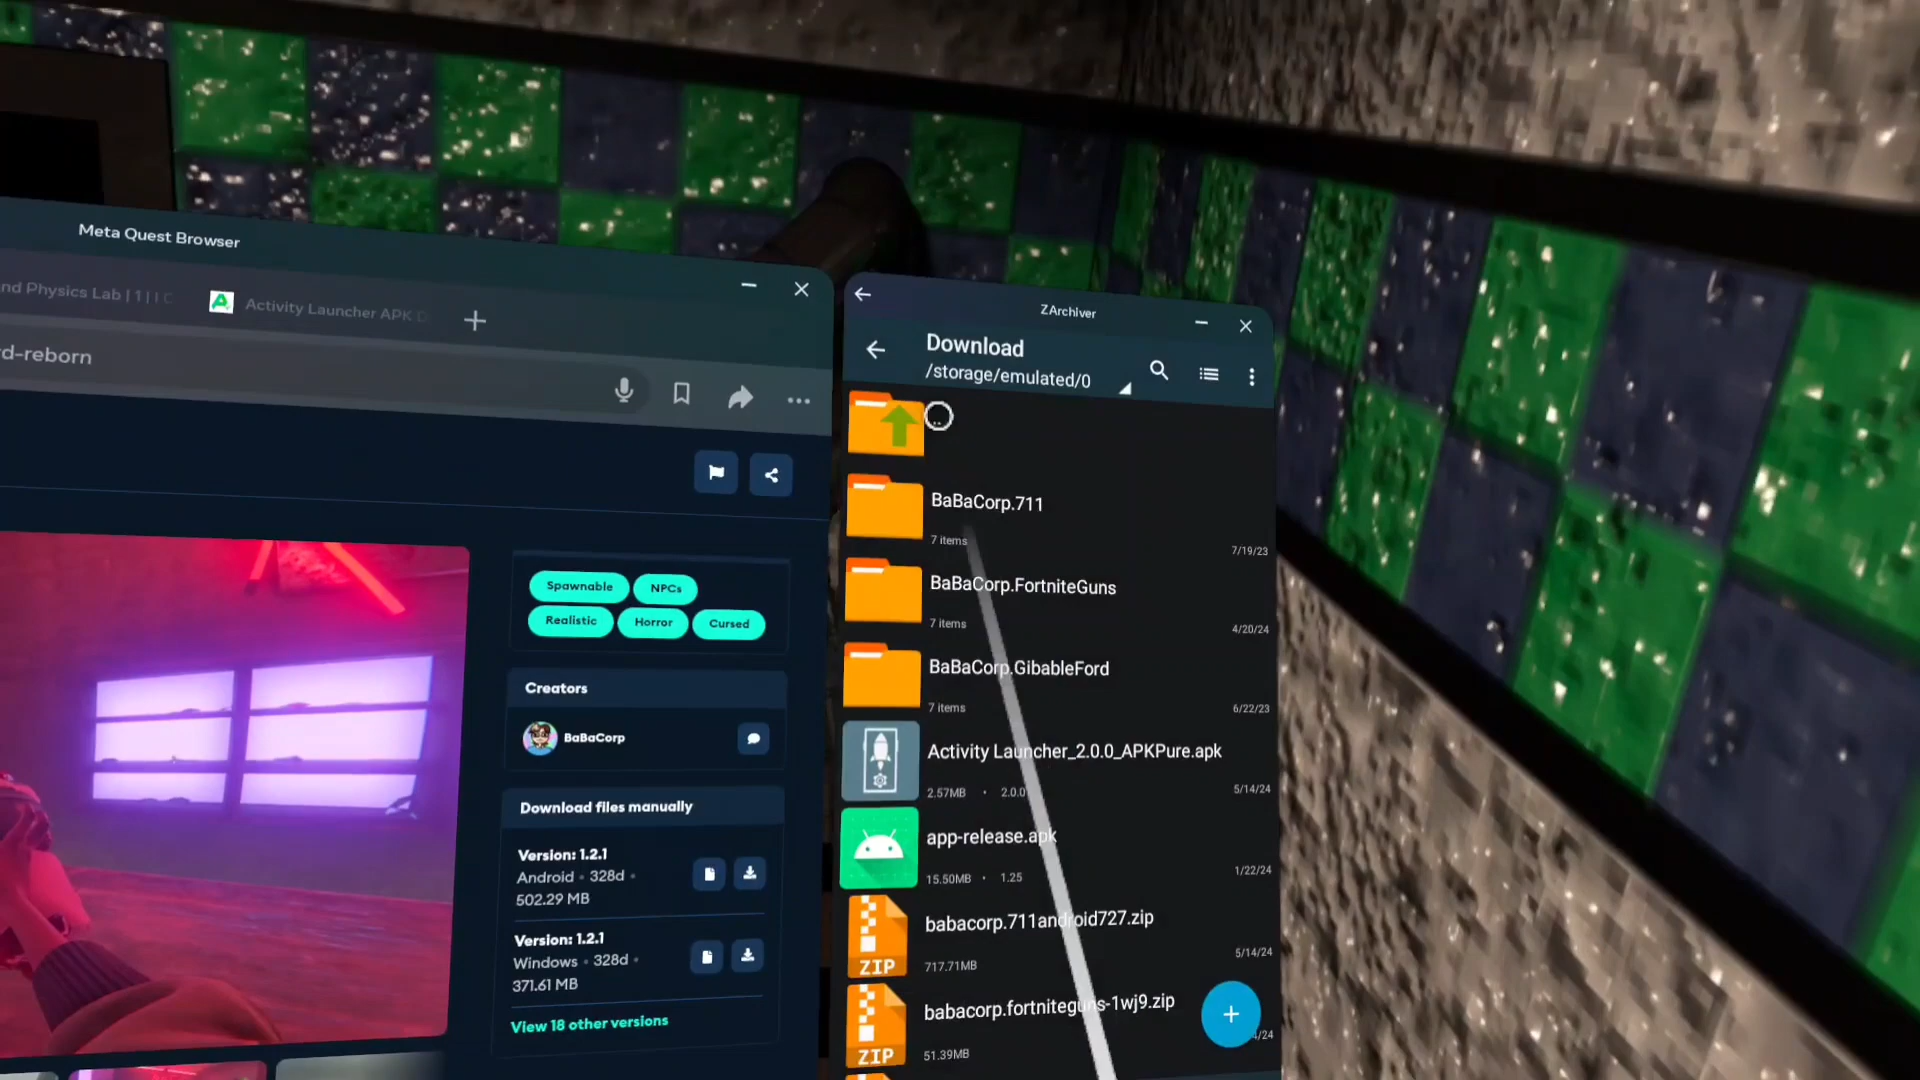 Meta Quest Browser
nd Physics Lab | 1 | | C
Activity Launcher APK D
d-reborn
Spawnable
NPCs
Realistic
Horror
Cursed
Creators
BaBaCorp
Download files manually
Version: 1.2.1
Android • 328d •
502.29 MB
Version: 1.2.1
Windows • 328d •
371.61 MB
View 18 other versions
ZArchiver
Download
/storage/emulated/0
..
BaBaCorp.711
7 items
7/19/23
BaBaCorp.FortniteGuns
7 items
4/20/24
BaBaCorp.GibableFord
7 items
6/22/23
Activity Launcher_2.0.0_APKPure.apk
2.57MB • 2.0.0
5/14/24
app-release.apk
15.50MB • 1.25
1/22/24
babacorp.711android727.zip
ZIP
717.71MB
5/14/24
babacorp.fortniteguns-1wj9.zip
ZIP
51.39MB
4/24